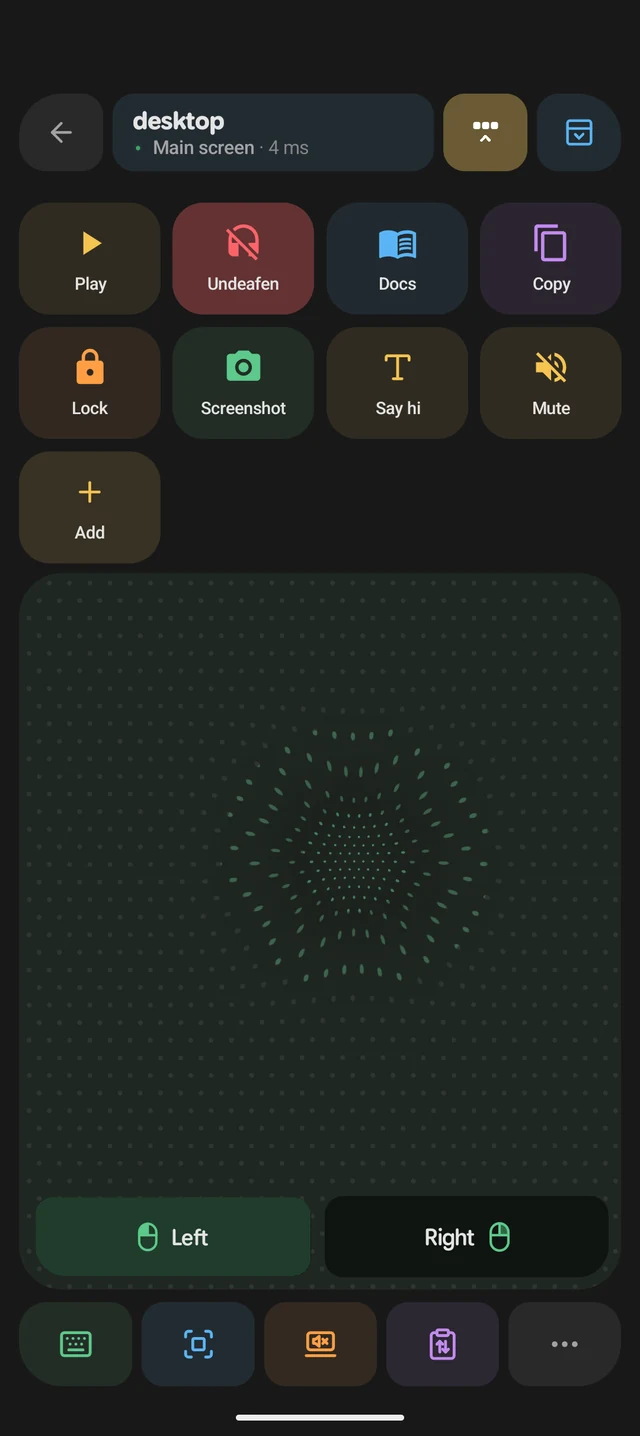 desktop
Main screen · 4 ms
Play
Undeafen
Docs
Copy
Lock
Screenshot
Say hi
Mute
Add
Left
Right